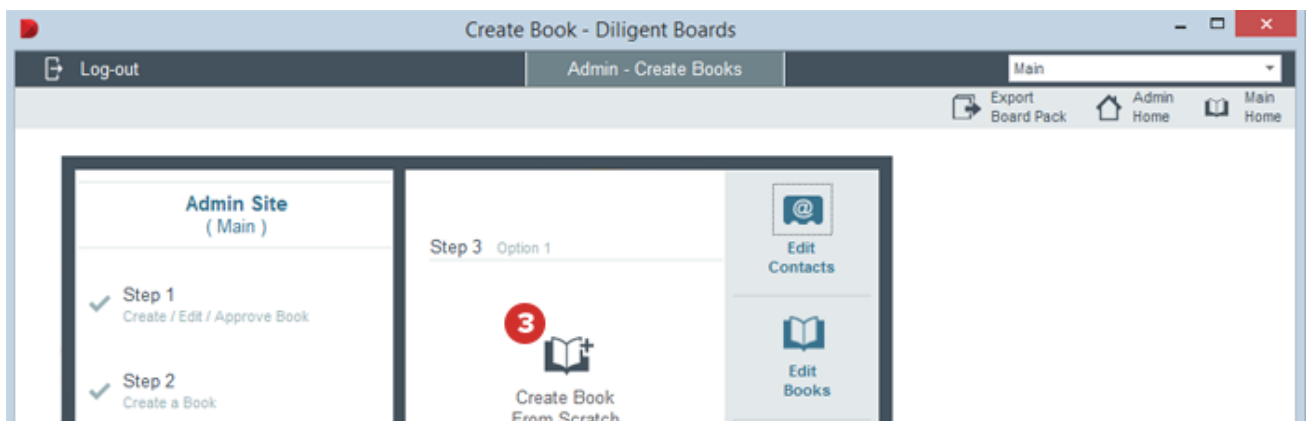 Create Book - Diligent Boards
Log-out
Admin - Create Books
Main
Export
Board Pack
Admin
Home
Main
Home
Admin Site
( Main )
Step 1
Create / Edit / Approve Book
Step 2
Create a Book
Step 3 Option 1
3
Create Book
From Scratch
Edit
Contacts
Edit
Books